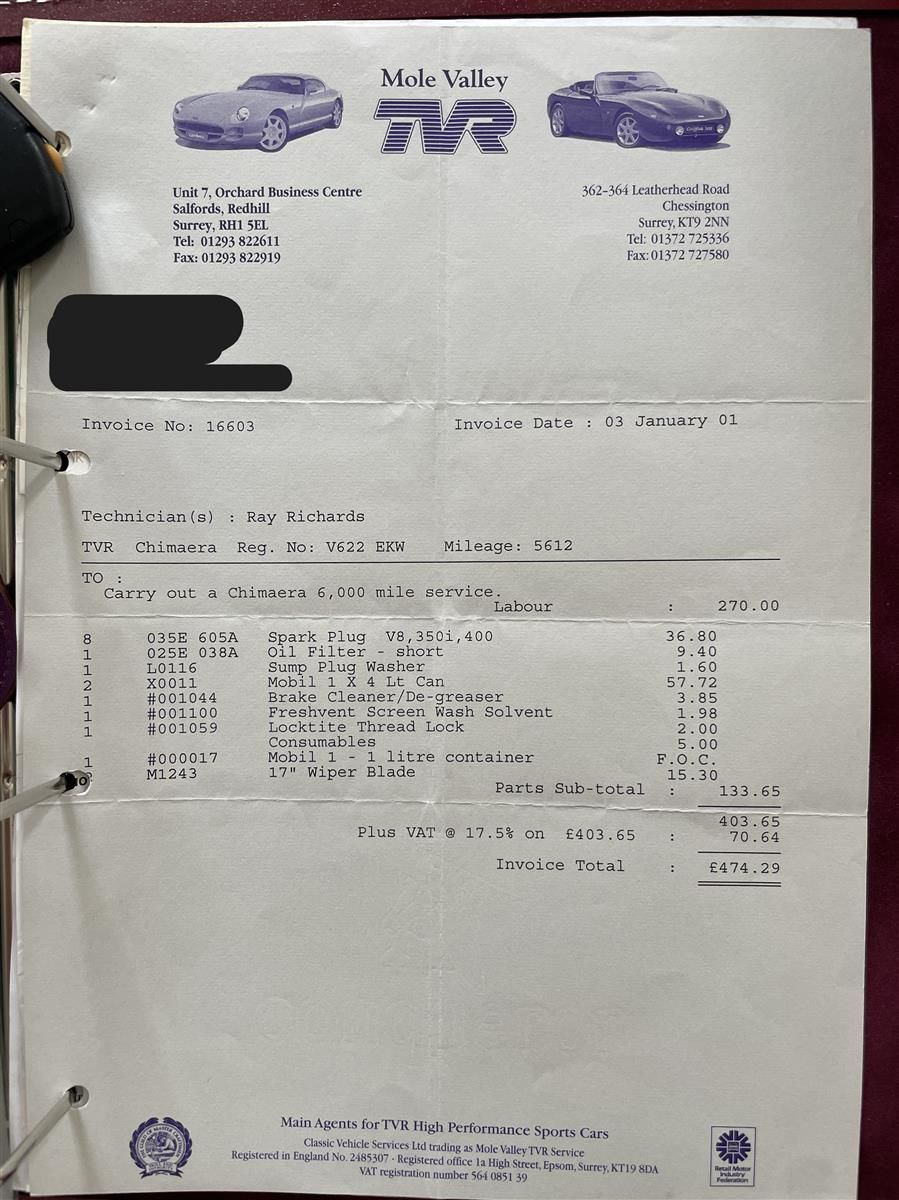 Mole Valley
TVR
Unit 7, Orchard Business Centre
Salfords, Redhill
Surrey, RH1 5EL
Tel: 01293 822611
Fax: 01293 822919
362-364 Leatherhead Road
Chessington
Surrey, KT9 2NN
Tel: 01372 725336
Fax: 01372 727580
Invoice No: 16603 Invoice Date : 03 January 01
Technician(s) : Ray Richards
TVR Chimaera Reg. No: V622 EKW Mileage: 5612
TO :
Carry out a Chimaera 6,000 mile service.
Labour : 270.00
8 035E 605A Spark Plug V8,350i,400 36.80
1 025E 038A Oil Filter - short 9.40
1 L0116 Sump Plug Washer 1.60
2 X0011 Mobil 1 X 4 Lt Can 57.72
1 #001044 Brake Cleaner/De-greaser 3.85
1 #001100 Freshvent Screen Wash Solvent 1.98
1 #001059 Locktite Thread Lock 2.00
Consumables 5.00
1 #000017 Mobil 1 - 1 litre container F.O.C.
M1243 17" Wiper Blade 15.30
Parts Sub-total : 133.65
403.65
Plus VAT @ 17.5% on £403.65 : 70.64
Invoice Total : £474.29
Main Agents for TVR High Performance Sports Cars
Classic Vehicle Services Ltd trading as Mole Valley TVR Service
Registered in England No. 2485307 · Registered office 1a High Street, Epsom, Surrey, KT19 8DA
VAT registration number 564 0851 39
Retail Motor
Industry
Federation